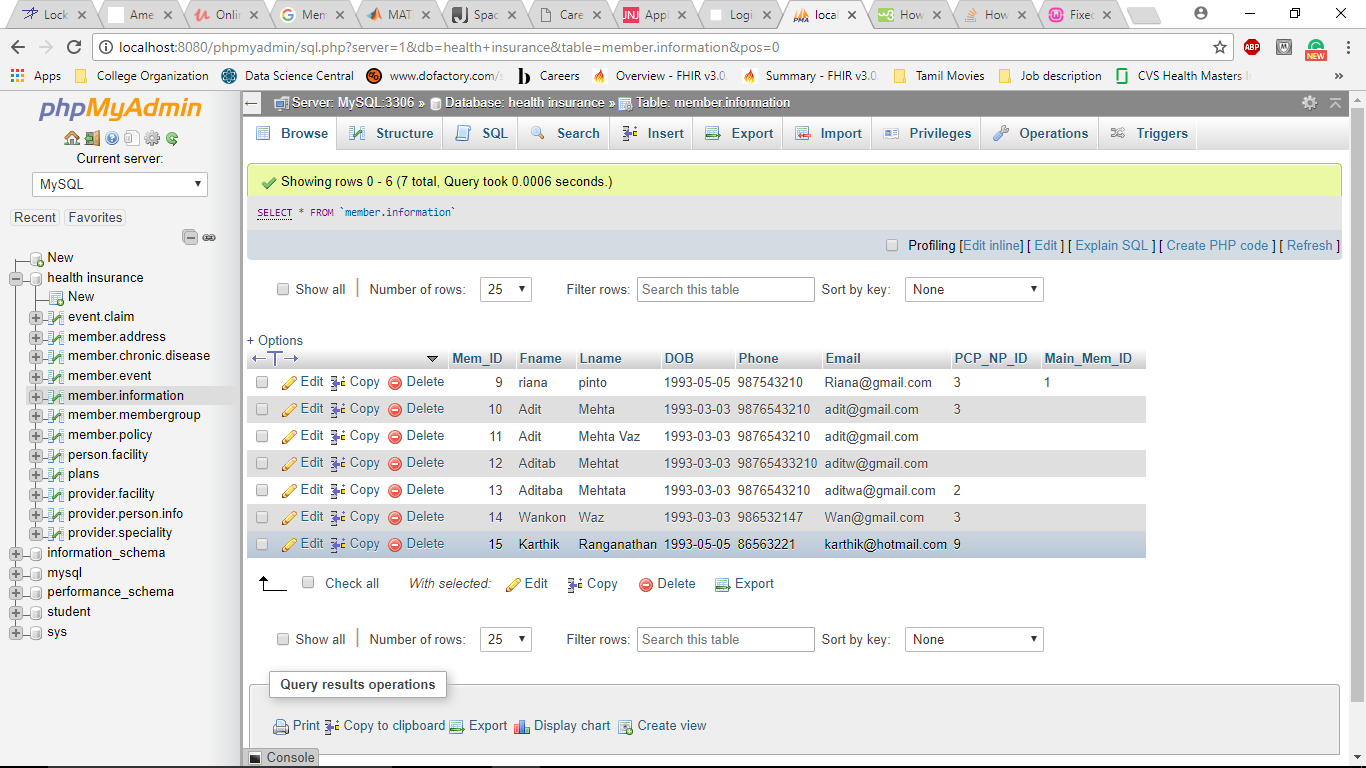 Lock Ame Onlin Mem MAT Spac Care JNJ Appl Logi PMA local How How Fixed
localhost:8080/phpmyadmin/sql.php?server=1&db=health+insurance&table=member.information&pos=0 ABP NEW
Apps College Organization Data Science Central www.dofactory.com/s b Careers Overview - FHIR v3.0. Summary - FHIR v3.0. Tamil Movies Job description CVS Health Masters I »
phpMyAdmin
Current server:
MySQL
Recent Favorites
New
health insurance
New
event.claim
member.address
member.chronic.disease
member.event
member.information
member.membergroup
member.policy
person.facility
plans
provider.facility
provider.person.info
provider.speciality
information_schema
mysql
performance_schema
student
sys
Server: MySQL:3306 » Database: health insurance » Table: member.information
Browse Structure SQL Search Insert Export Import Privileges Operations Triggers
Showing rows 0 - 6 (7 total, Query took 0.0006 seconds.)
SELECT * FROM `member.information`
Profiling [Edit inline] [ Edit ] [ Explain SQL ] [ Create PHP code ] [ Refresh ]
Show all Number of rows: 25 Filter rows: Search this table Sort by key: None
+ Options
←T→ Mem_ID Fname Lname DOB Phone Email PCP_NP_ID Main_Mem_ID
Edit Copy Delete 9 riana pinto 1993-05-05 987543210 Riana@gmail.com 3 1
Edit Copy Delete 10 Adit Mehta 1993-03-03 9876543210 adit@gmail.com 3
Edit Copy Delete 11 Adit Mehta Vaz 1993-03-03 9876543210 adit@gmail.com
Edit Copy Delete 12 Aditab Mehtat 1993-03-03 98765433210 aditw@gmail.com
Edit Copy Delete 13 Aditaba Mehtata 1993-03-03 9876543210 aditwa@gmail.com 2
Edit Copy Delete 14 Wankon Waz 1993-03-03 986532147 Wan@gmail.com 3
Edit Copy Delete 15 Karthik Ranganathan 1993-05-05 86563221 karthik@hotmail.com 9
Check all With selected: Edit Copy Delete Export
Show all Number of rows: 25 Filter rows: Search this table Sort by key: None
Query results operations
Print Copy to clipboard Export Display chart Create view
Console